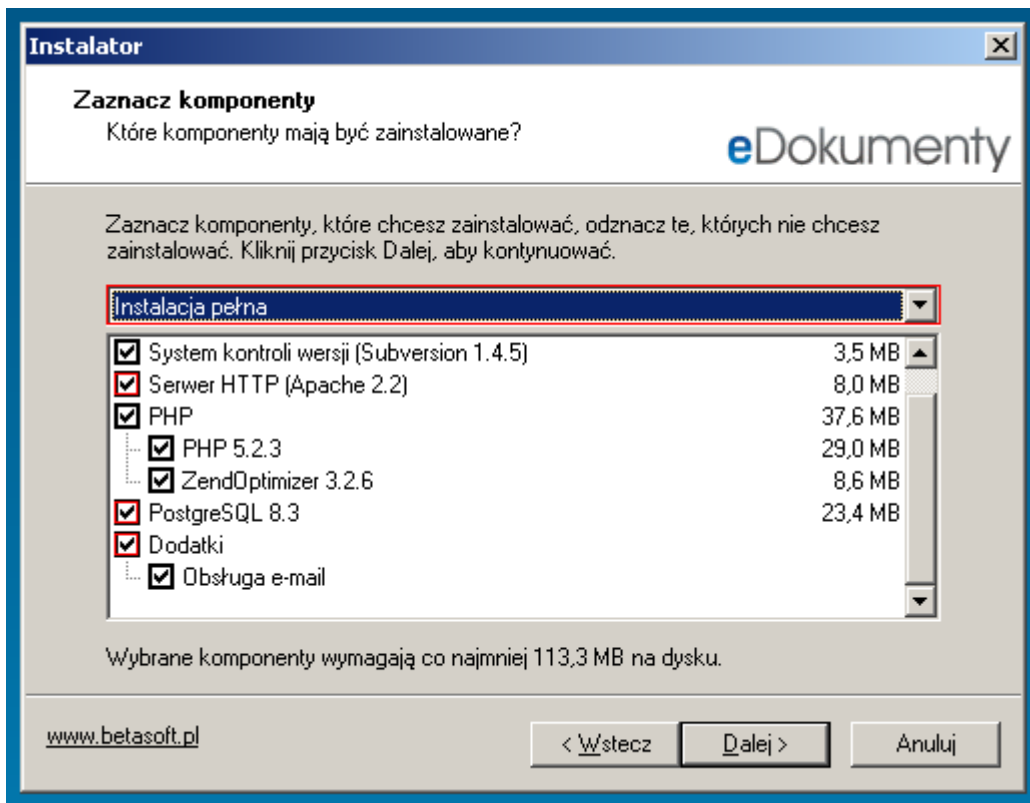 Instalator
Zaznacz komponenty
Które komponenty mają być zainstalowane?
eDokumenty
Zaznacz komponenty, które chcesz zainstalować, odznacz te, których nie chcesz
zainstalować. Kliknij przycisk Dalej, aby kontynuować.
Instalacja pełna
System kontroli wersji (Subversion 1.4.5) 3,5 MB
Serwer HTTP (Apache 2.2) 8,0 MB
PHP 37,6 MB
PHP 5.2.3 29,0 MB
ZendOptimizer 3.2.6 8,6 MB
PostgreSQL 8.3 23,4 MB
Dodatki
Obsługa e-mail
Wybrane komponenty wymagają co najmniej 113,3 MB na dysku.
www.betasoft.pl < Wstecz Dalej > Anuluj